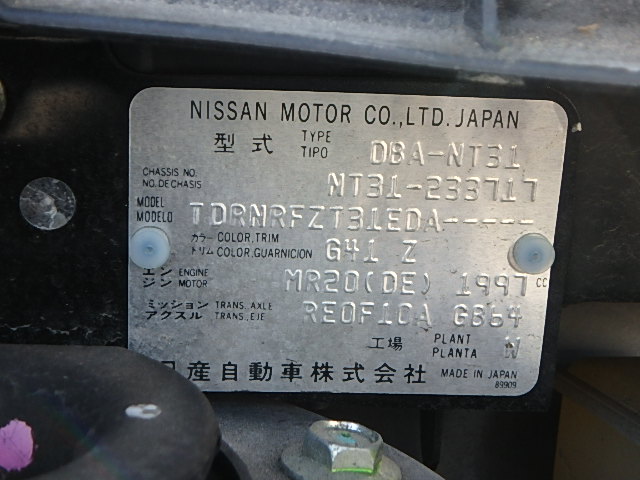 NISSAN MOTOR CO.,LTD. JAPAN
型式 TYPE TIPO DBA-NT31
CHASSIS NO. NO. DE CHASIS NT31-233717
MODEL MODELO TDRNRFZT31EDA-----
カラー COLOR,TRIM トリム COLOR,GUARNICION G41 Z
エンジン ENGINE MOTOR MR20(DE) 1997 CC
ミッション TRANS. AXLE アクスル TRANS., EJE RE0F10A GB64
工場 PLANT PLANTA W
日産自動車株式会社 MADE IN JAPAN
89909